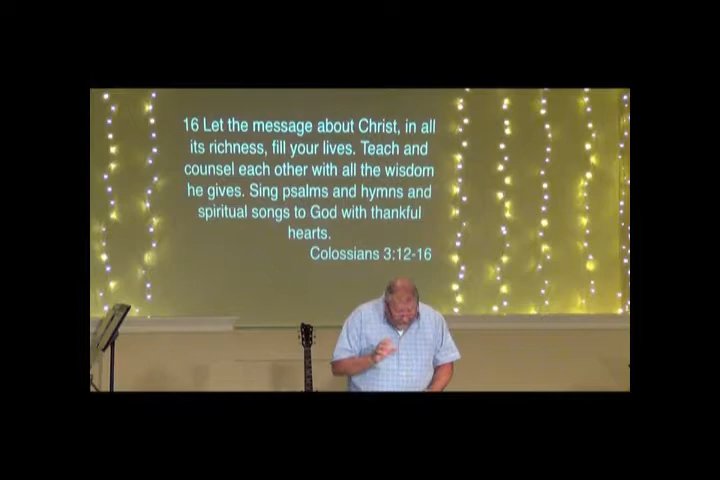 16 Let the message about Christ, in all
its richness, fill your lives. Teach and
counsel each other with all the wisdom
he gives. Sing psalms and hymns and
spiritual songs to God with thankful
hearts.
Colossians 3:12-16